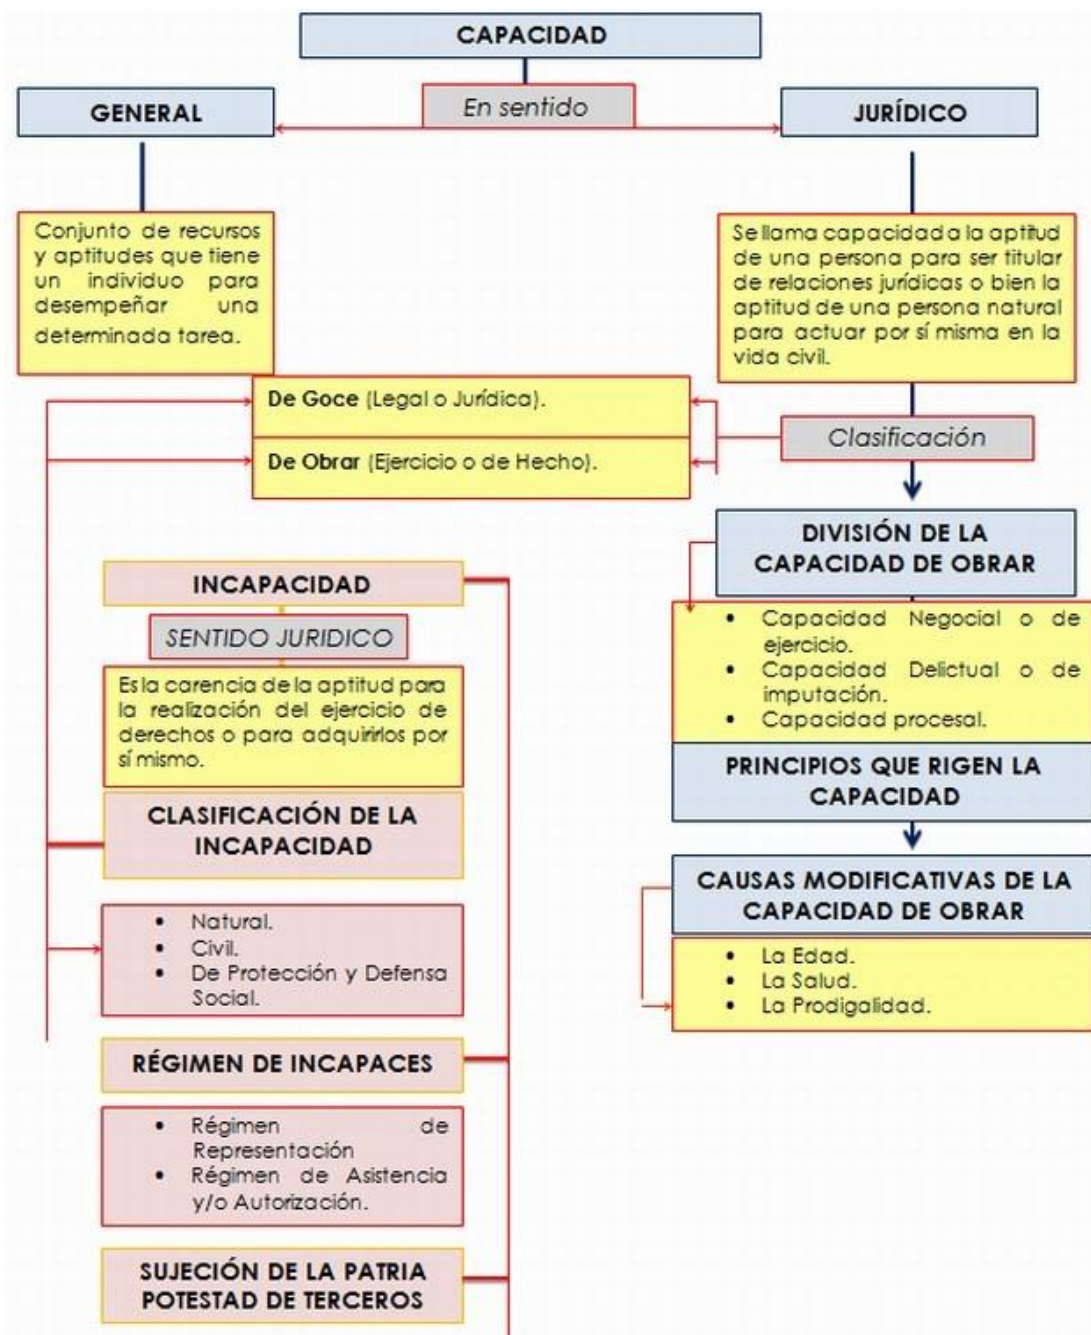 CAPACIDAD
En sentido
GENERAL
JURÍDICO
Conjunto de recursos
y aptitudes que tiene
un individuo para
desempeñar una
determinada tarea.
Se llama capacidad a la aptitud
de una persona para ser titular
de relaciones jurídicas o bien la
aptitud de una persona natural
para actuar por sí misma en la
vida civil.
De Goce (Legal o Jurídica).
De Obrar (Ejercicio o de Hecho).
Clasificación
DIVISIÓN DE LA
CAPACIDAD DE OBRAR
• Capacidad Negocial o de
ejercicio.
• Capacidad Delictual o de
imputación.
• Capacidad procesal.
PRINCIPIOS QUE RIGEN LA
CAPACIDAD
CAUSAS MODIFICATIVAS DE LA
CAPACIDAD DE OBRAR
• La Edad.
• La Salud.
• La Prodigalidad.
INCAPACIDAD
SENTIDO JURIDICO
Es la carencia de la aptitud para
la realización del ejercicio de
derechos o para adquirirlos por
sí mismo.
CLASIFICACIÓN DE LA
INCAPACIDAD
• Natural.
• Civil.
• De Protección y Defensa
Social.
RÉGIMEN DE INCAPACES
• Régimen de
Representación
• Régimen de Asistencia
y/o Autorización.
SUJECIÓN DE LA PATRIA
POTESTAD DE TERCEROS